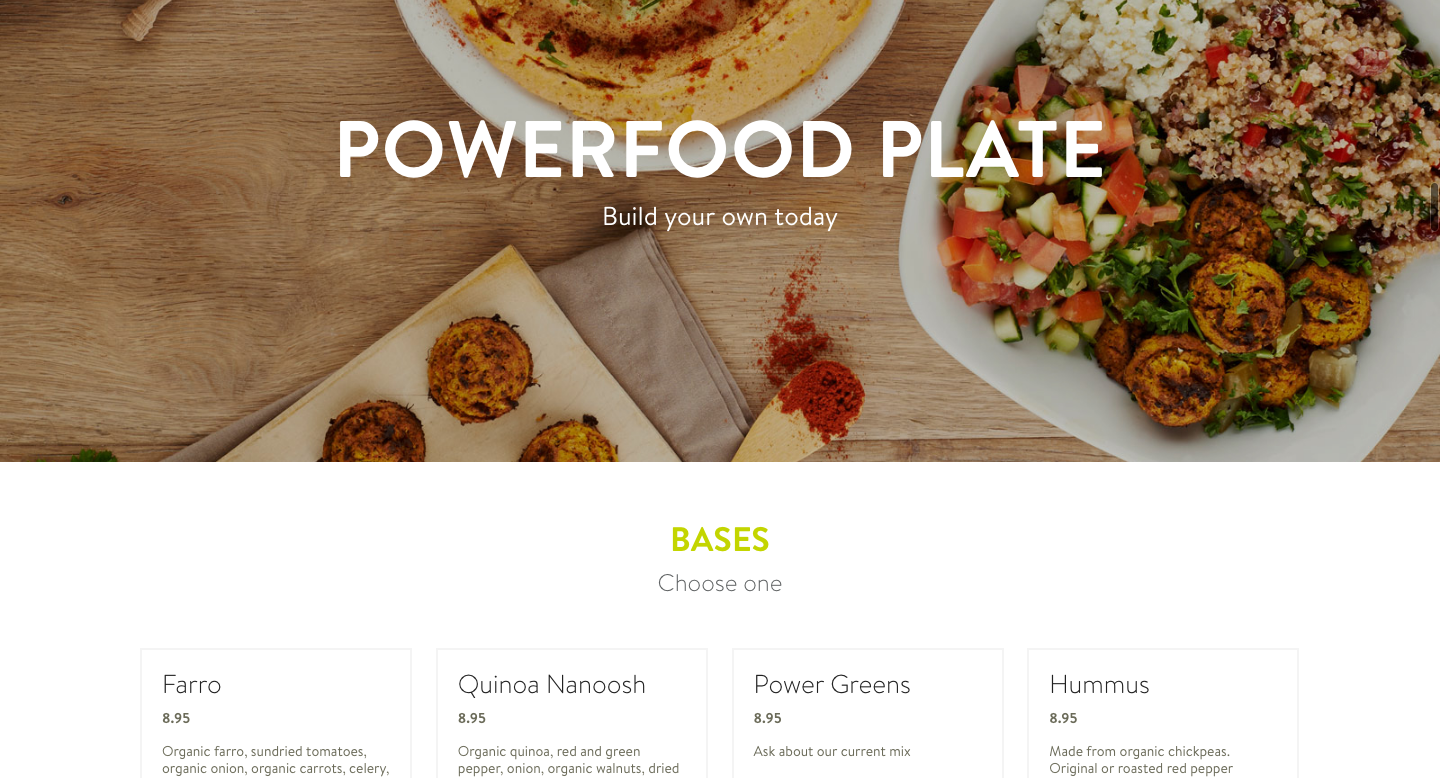 POWERFOOD PLATE
Build your own today
BASES
Choose one
Farro
8.95
Organic farro, sundried tomatoes,
organic onion, organic carrots, celery,
Quinoa Nanoosh
8.95
Organic quinoa, red and green
pepper, onion, organic walnuts, dried
Power Greens
8.95
Ask about our current mix
Hummus
8.95
Made from organic chickpeas.
Original or roasted red pepper